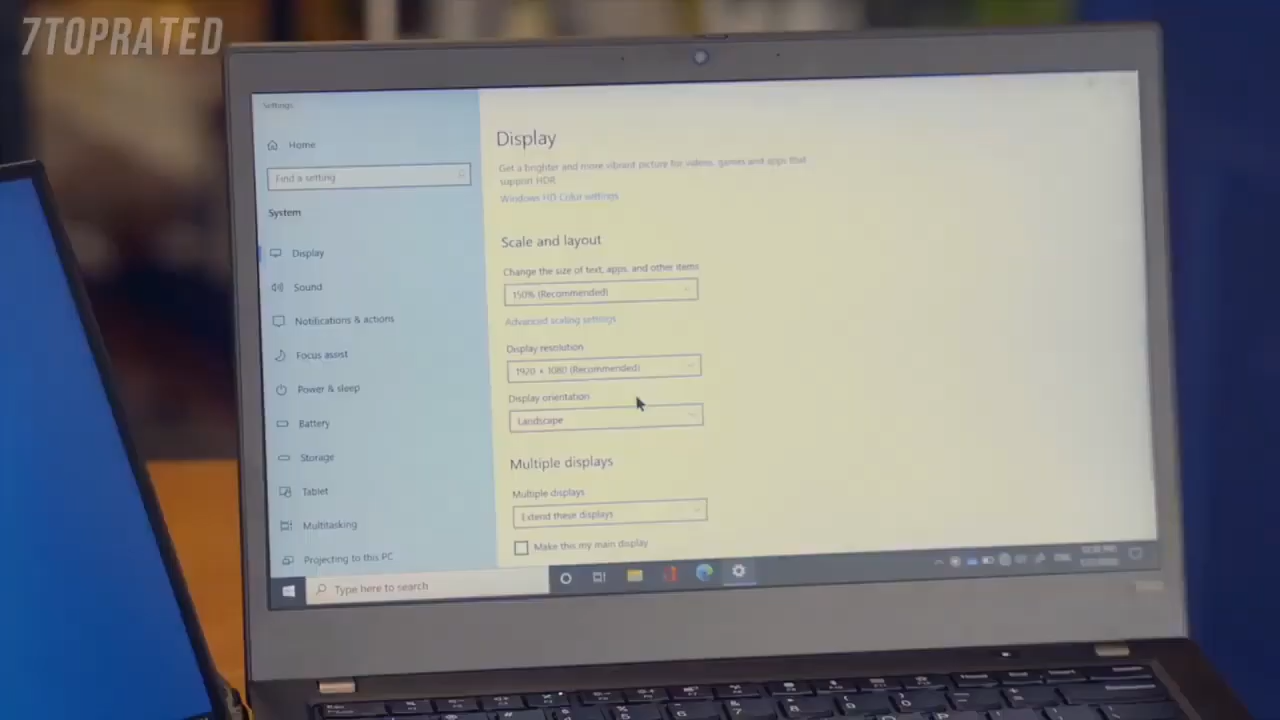 7TOPRATED
Settings
Home
Find a setting
System
Display
Sound
Notifications & actions
Focus assist
Power & sleep
Battery
Storage
Tablet
Multitasking
Projecting to this PC
Display
Get a brighter and more vibrant picture for videos, games and apps that
support HDR
Windows HD Color settings
Scale and layout
Change the size of text, apps, and other items
150% (Recommended)
Advanced scaling settings
Display resolution
1920 × 1080 (Recommended)
Display orientation
Landscape
Multiple displays
Multiple displays
Extend these displays
Make this my main display
Type here to search